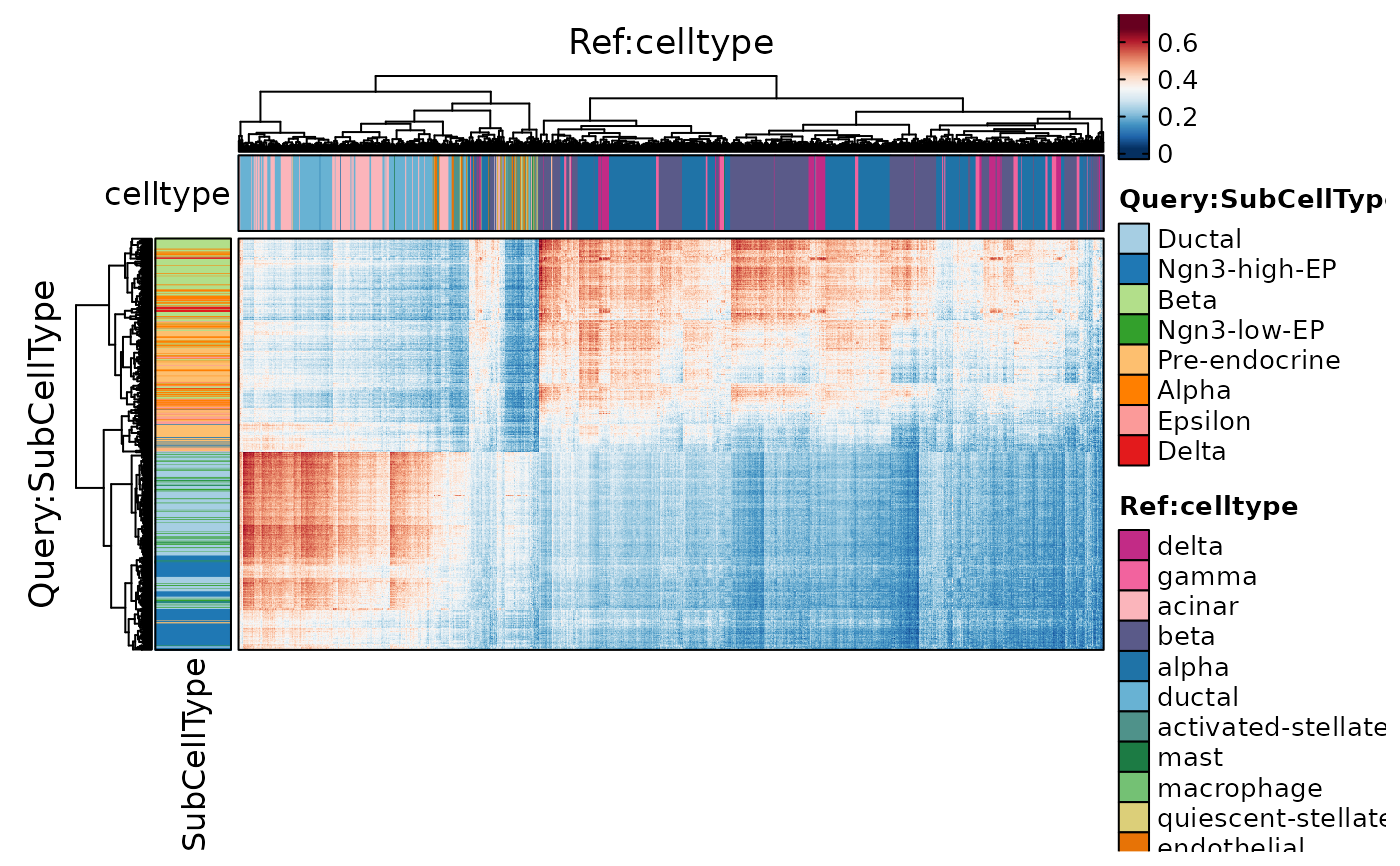 Ref:celltype
celltype
Query:SubCellType
SubCellType
0.6
0.4
0.2
0
Query:SubCellType
Ductal
Ngn3-high-EP
Beta
Ngn3-low-EP
Pre-endocrine
Alpha
Epsilon
Delta
Ref:celltype
delta
gamma
acinar
beta
alpha
ductal
activated-stellate
mast
macrophage
quiescent-stellate
endothelial